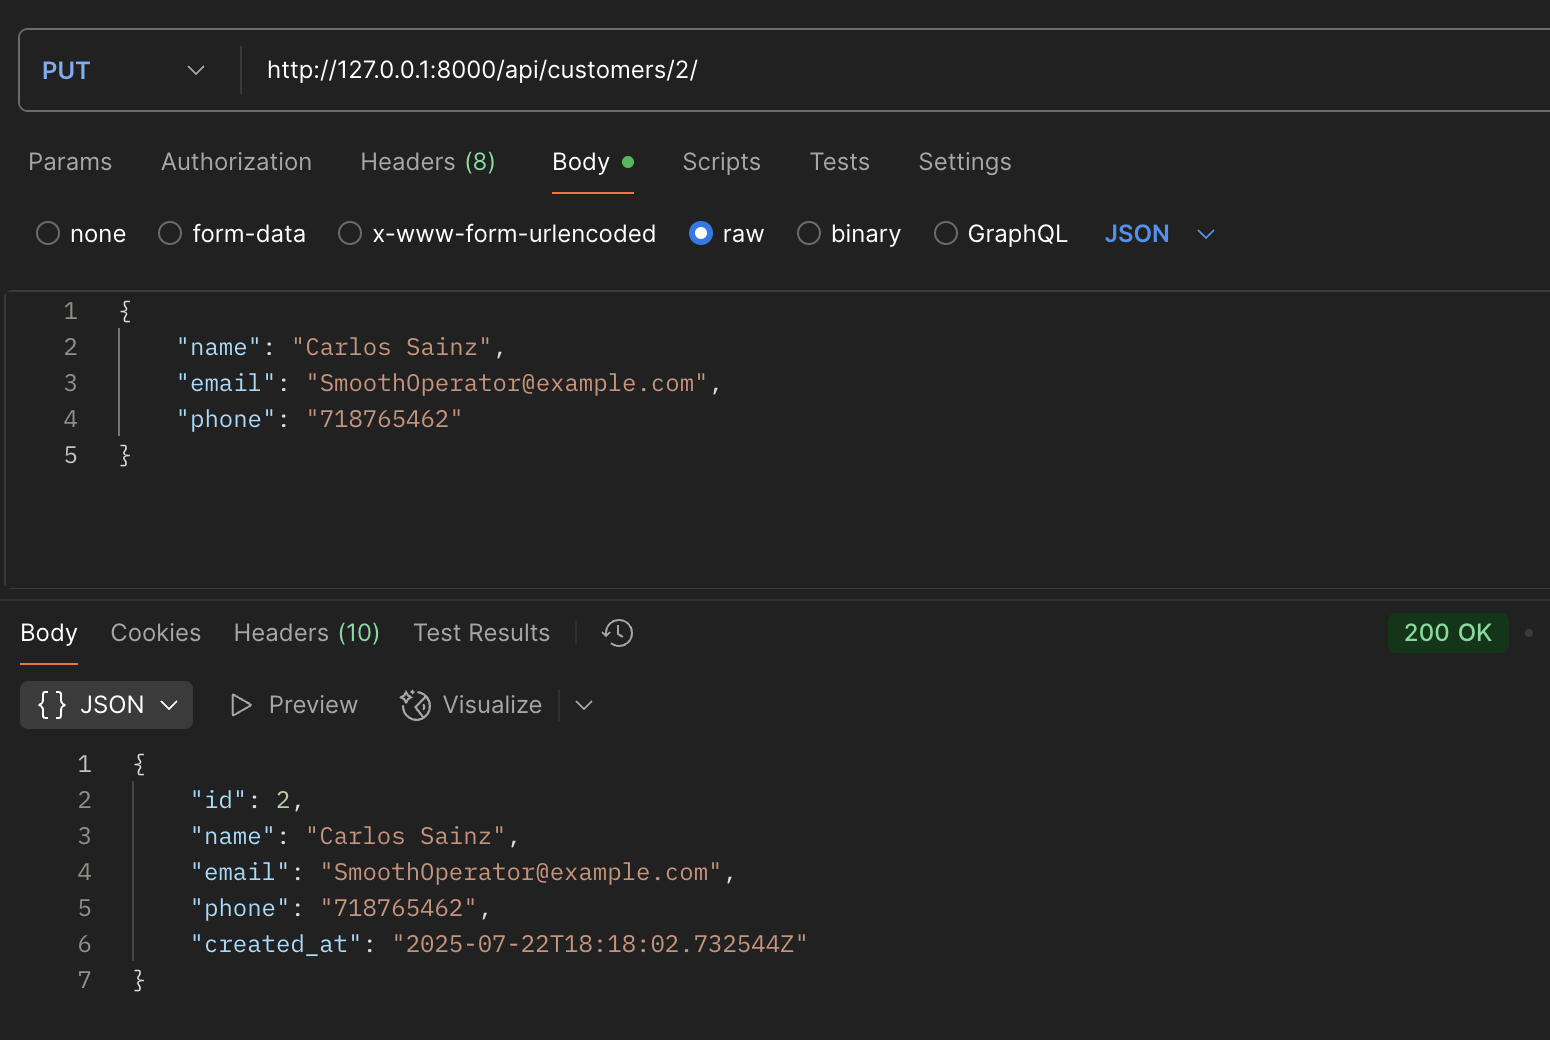 PUT http://127.0.0.1:8000/api/customers/2/
Params Authorization Headers (8) Body Scripts Tests Settings
none form-data x-www-form-urlencoded raw binary GraphQL JSON
1 {
2 "name": "Carlos Sainz",
3 "email": "SmoothOperator@example.com",
4 "phone": "718765462"
5 }
Body Cookies Headers (10) Test Results 200 OK
{} JSON Preview Visualize
1 {
2 "id": 2,
3 "name": "Carlos Sainz",
4 "email": "SmoothOperator@example.com",
5 "phone": "718765462",
6 "created_at": "2025-07-22T18:18:02.732544Z"
7 }